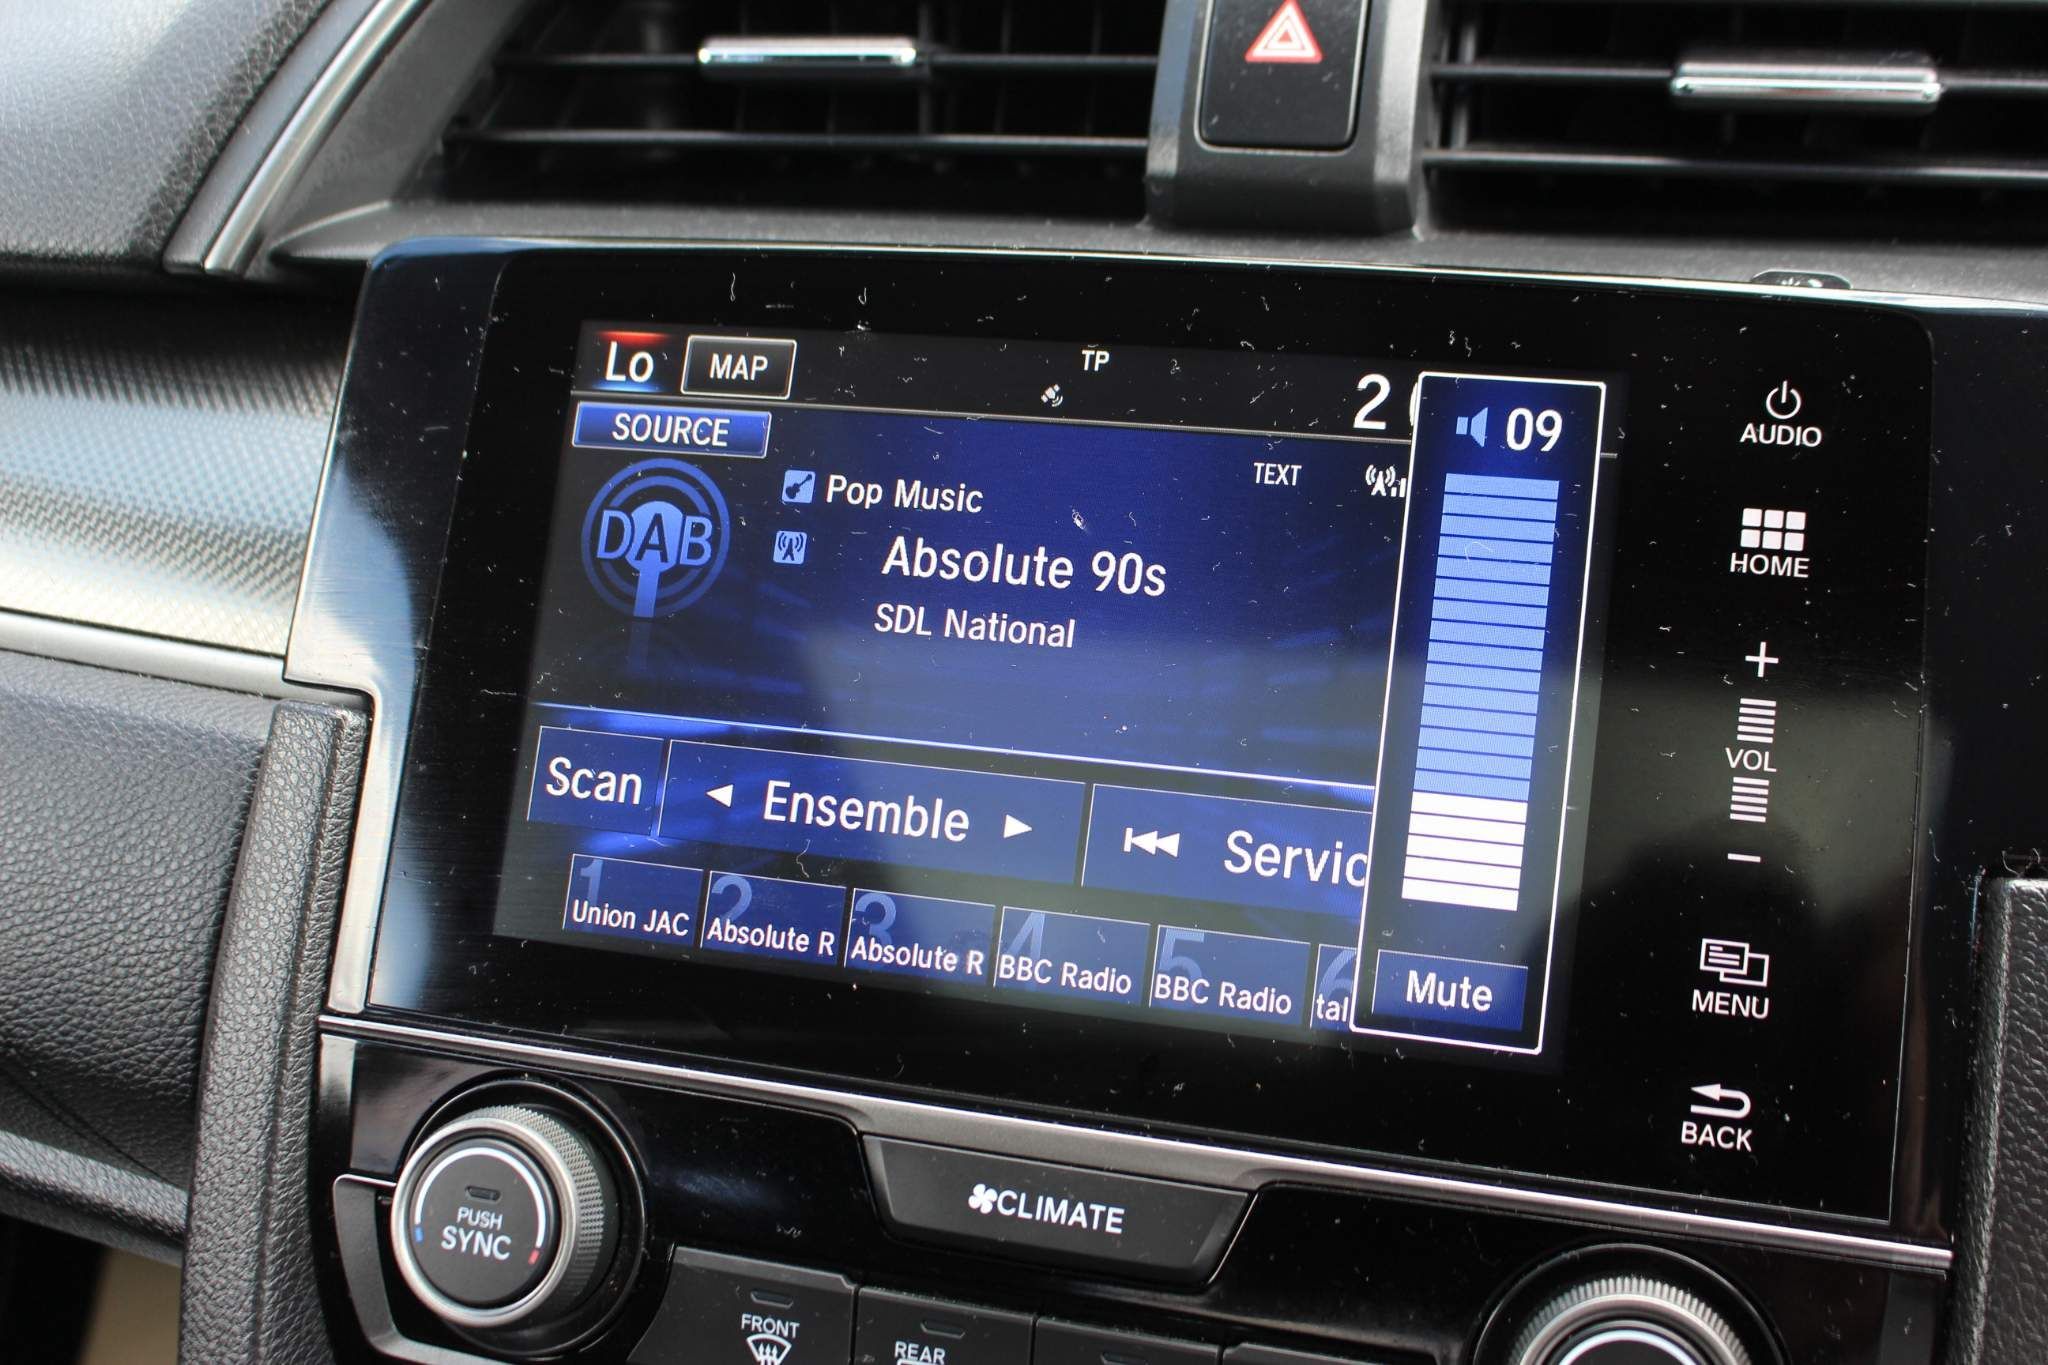 Lo
MAP
TP
2
09
SOURCE
Pop Music
TEXT
DAB
Absolute 90s
SDL National
Scan
Ensemble
Servic
1
Union JAC
2
Absolute R
3
Absolute R
4
BBC Radio
5
BBC Radio
6
tal
Mute
AUDIO
HOME
+
VOL
−
MENU
BACK
PUSH
SYNC
CLIMATE
FRONT
REAR